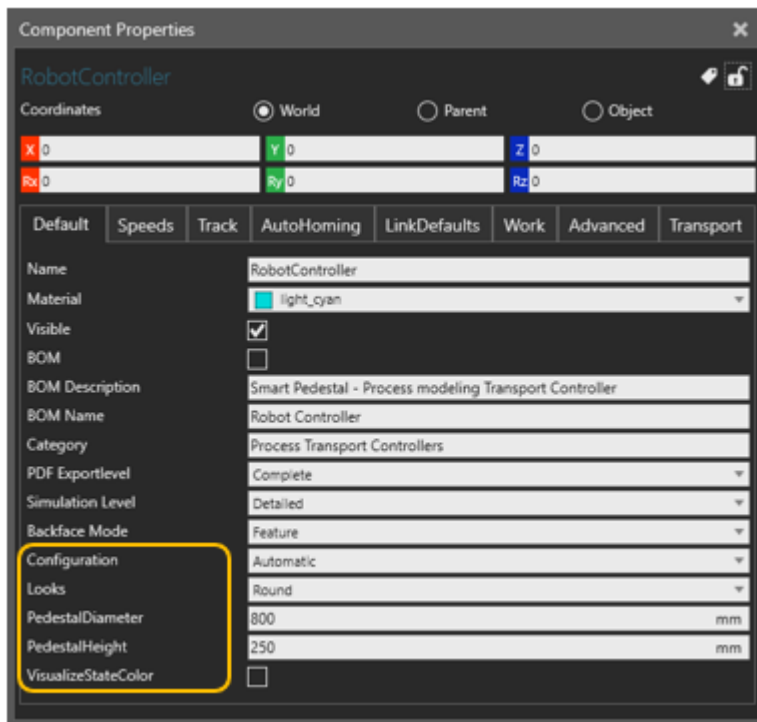 Component Properties
RobotController
Coordinates World Parent Object
X 0 Y 0 Z 0
Rx 0 Ry 0 Rz 0
Default Speeds Track AutoHoming LinkDefaults Work Advanced Transport
Name RobotController
Material light_cyan
Visible
BOM
BOM Description Smart Pedestal - Process modeling Transport Controller
BOM Name Robot Controller
Category Process Transport Controllers
PDF Exportlevel Complete
Simulation Level Detailed
Backface Mode Feature
Configuration Automatic
Looks Round
PedestalDiameter 800 mm
PedestalHeight 250 mm
VisualizeStateColor